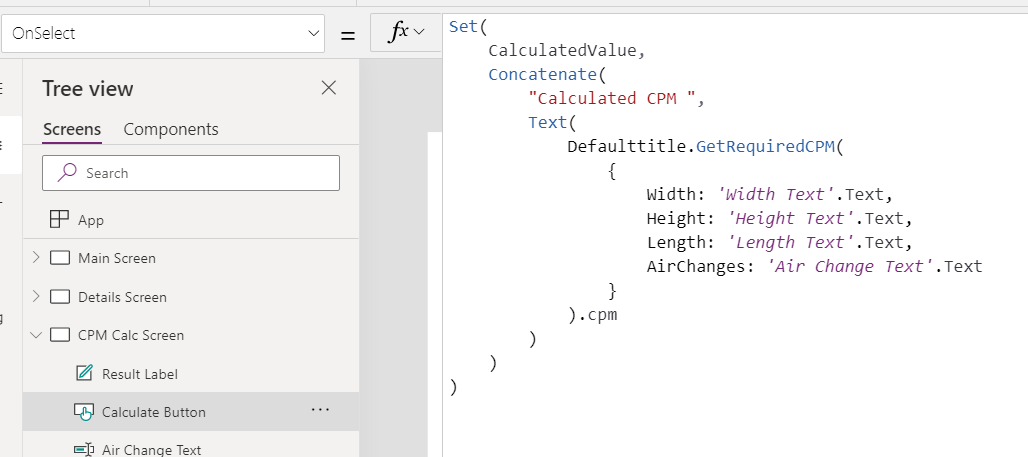 OnSelect
=
fx
Set(
CalculatedValue,
Concatenate(
"Calculated CPM ",
Text(
Defaulttitle.GetRequiredCPM(
{
Width: 'Width Text'.Text,
Height: 'Height Text'.Text,
Length: 'Length Text'.Text,
AirChanges: 'Air Change Text'.Text
}
).cpm
)
)
)
Tree view
Screens Components
Search
App
Main Screen
Details Screen
CPM Calc Screen
Result Label
Calculate Button
Air Change Text